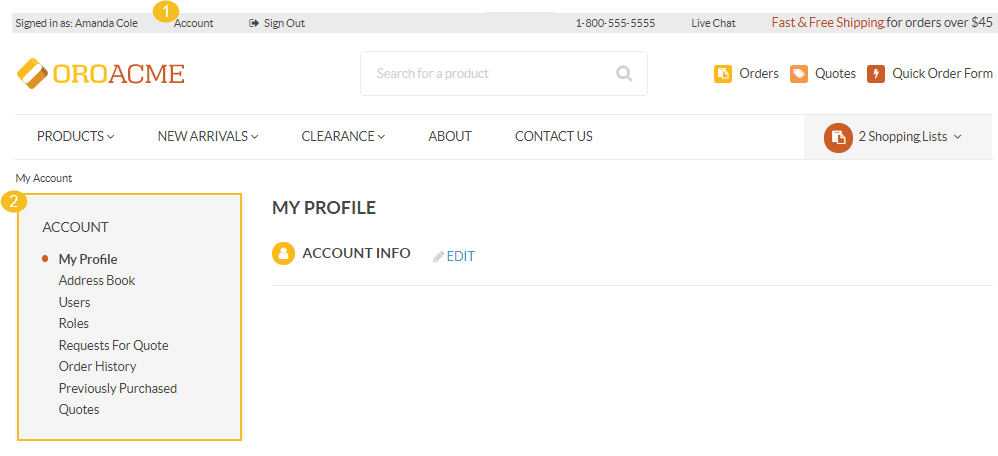 1
Signed in as: Amanda Cole Account Sign Out 1-800-555-5555 Live Chat Fast & Free Shipping for orders over $45
OROACME Search for a product Orders Quotes Quick Order Form
PRODUCTS NEW ARRIVALS CLEARANCE ABOUT CONTACT US 2 Shopping Lists
My Account
2
ACCOUNT
My Profile
Address Book
Users
Roles
Requests For Quote
Order History
Previously Purchased
Quotes
MY PROFILE
ACCOUNT INFO EDIT